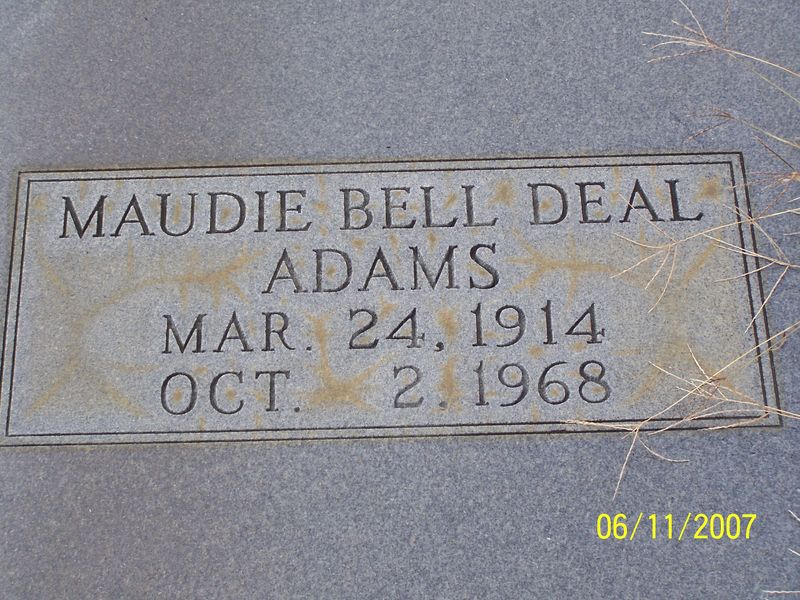 MAUDIE BELL DEAL
ADAMS
MAR. 24, 1914
OCT. 2. 1968
06/11/2007